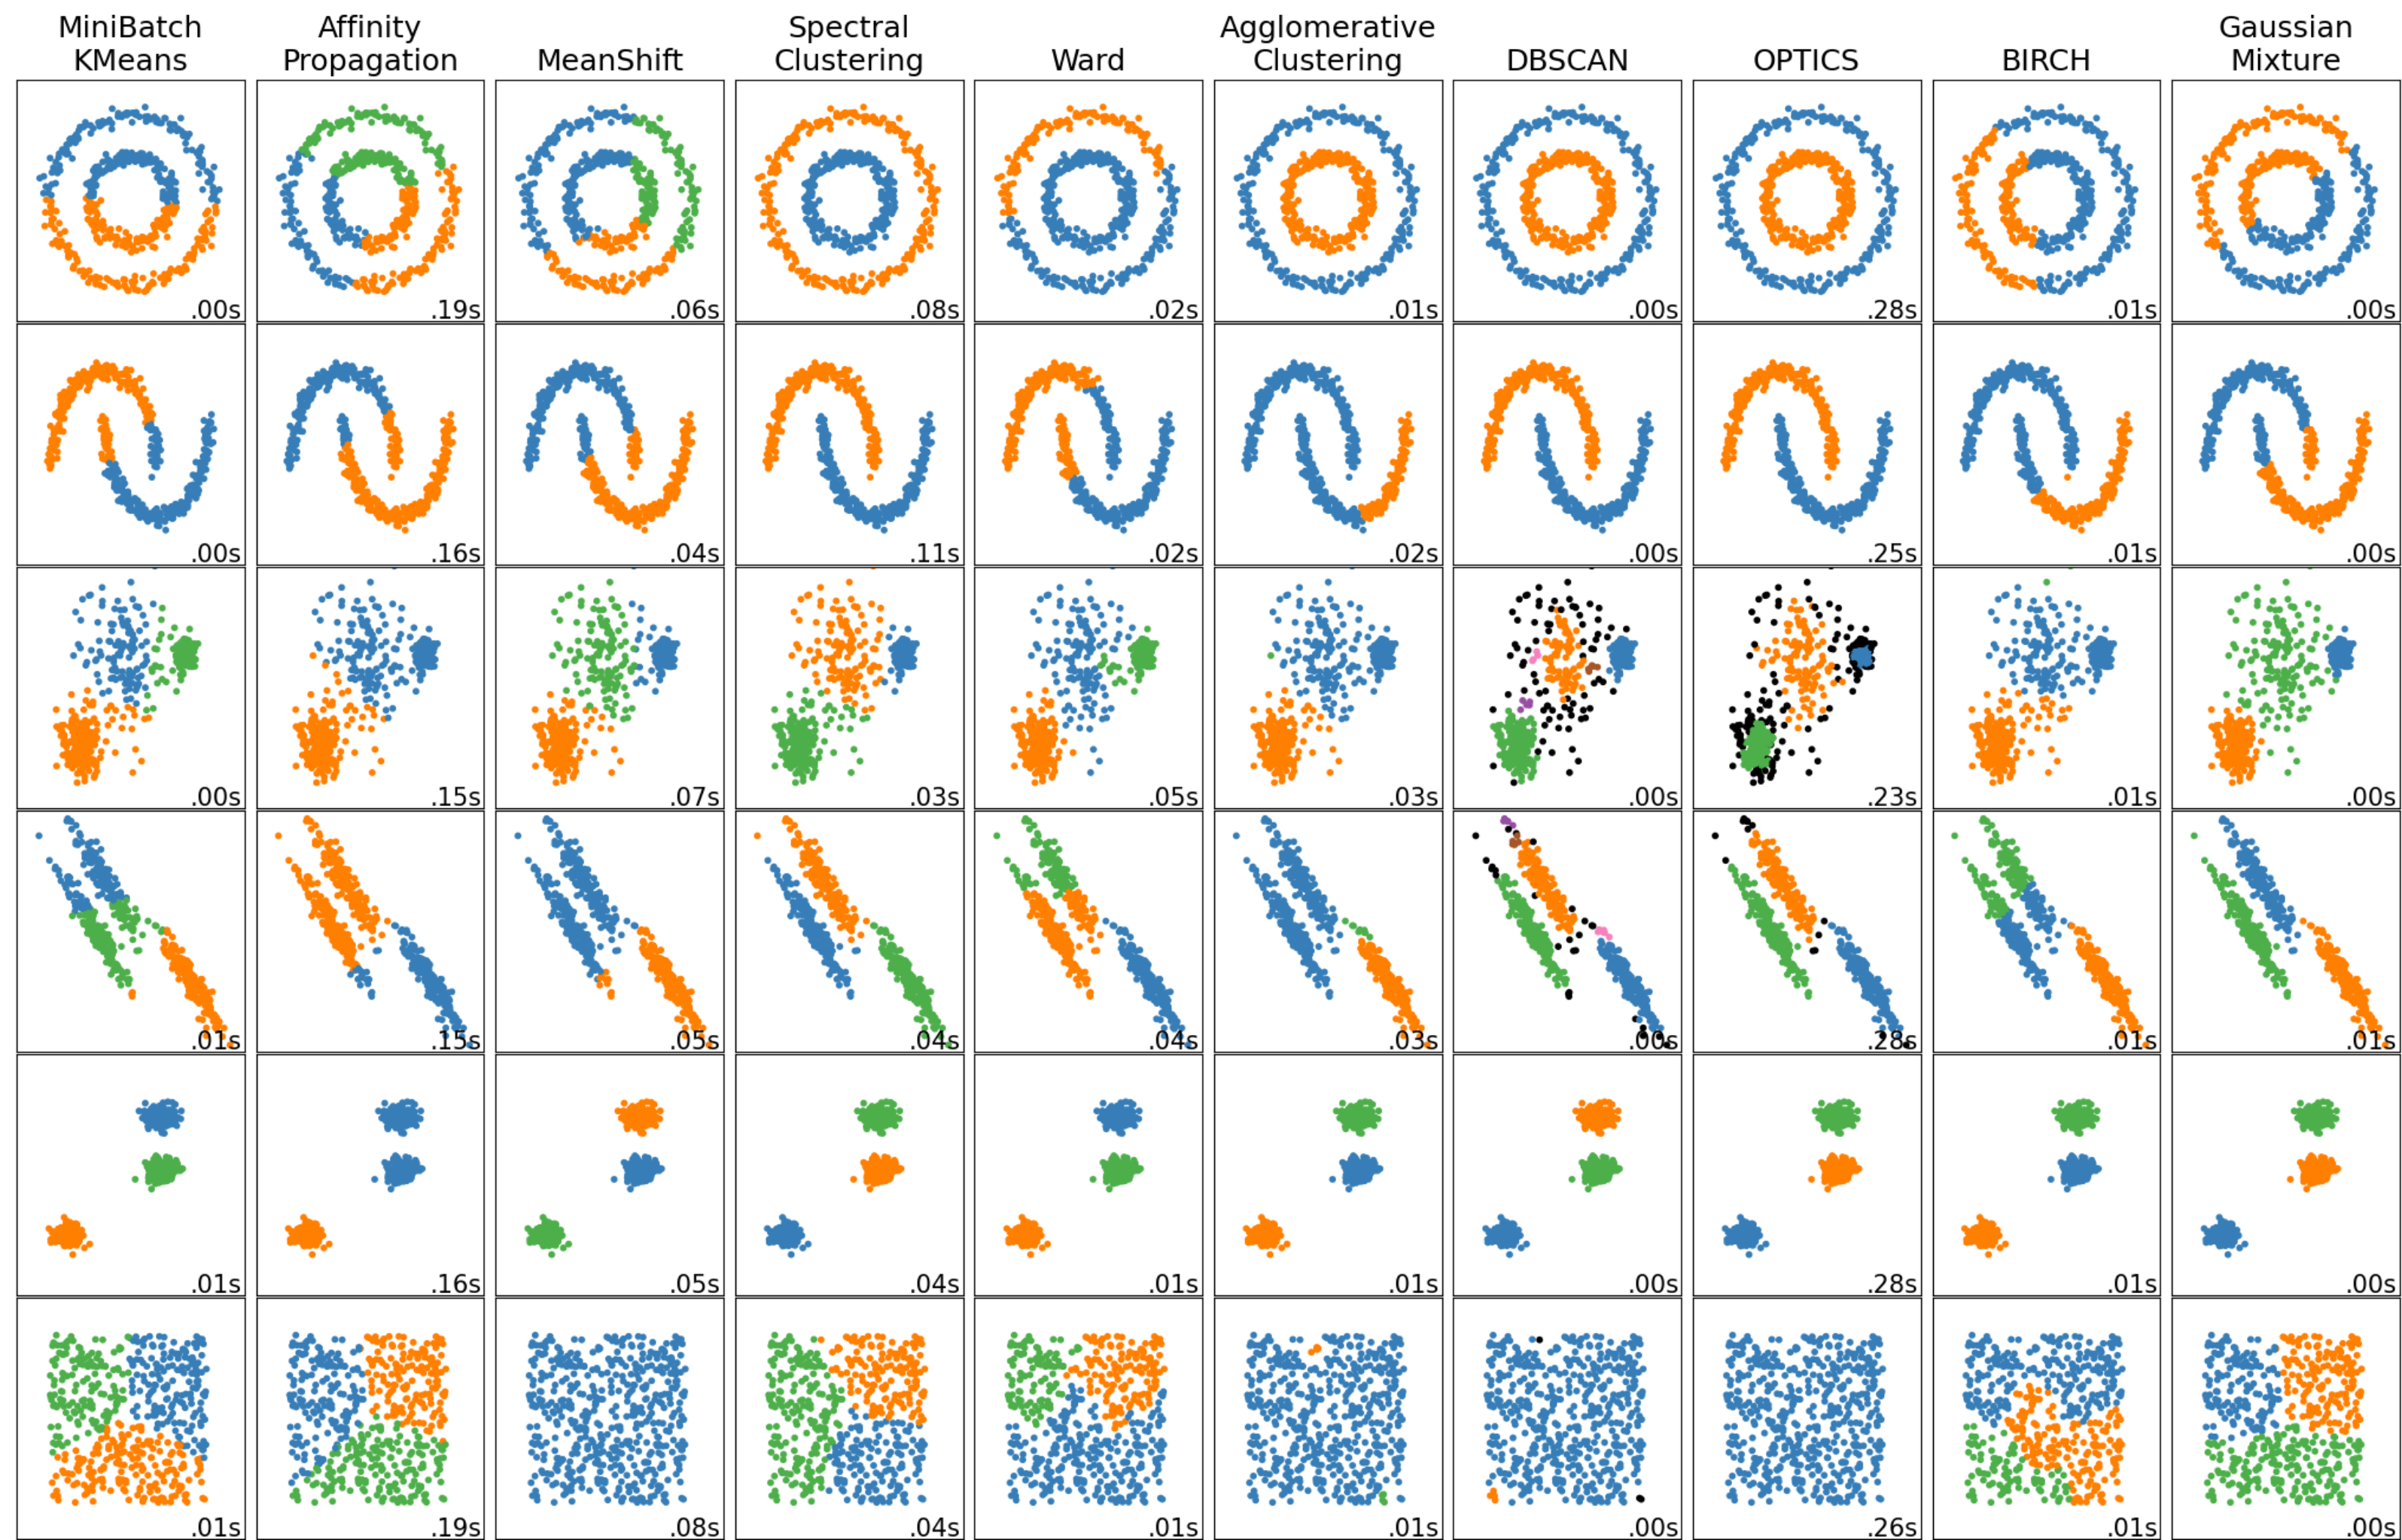 MiniBatch
KMeans
Affinity
Propagation
MeanShift
Spectral
Clustering
Ward
Agglomerative
Clustering
DBSCAN
OPTICS
BIRCH
Gaussian
Mixture
.00s
.19s
.06s
.08s
.02s
.01s
.00s
.28s
.01s
.00s
.00s
.16s
.04s
.11s
.02s
.02s
.00s
.25s
.01s
.00s
.00s
.15s
.07s
.03s
.05s
.03s
.00s
.23s
.01s
.00s
.01s
.15s
.05s
.04s
.04s
.03s
.00s
.28s
.01s
.01s
.01s
.16s
.05s
.04s
.01s
.01s
.00s
.28s
.01s
.00s
.01s
.19s
.08s
.04s
.01s
.01s
.00s
.26s
.01s
.00s